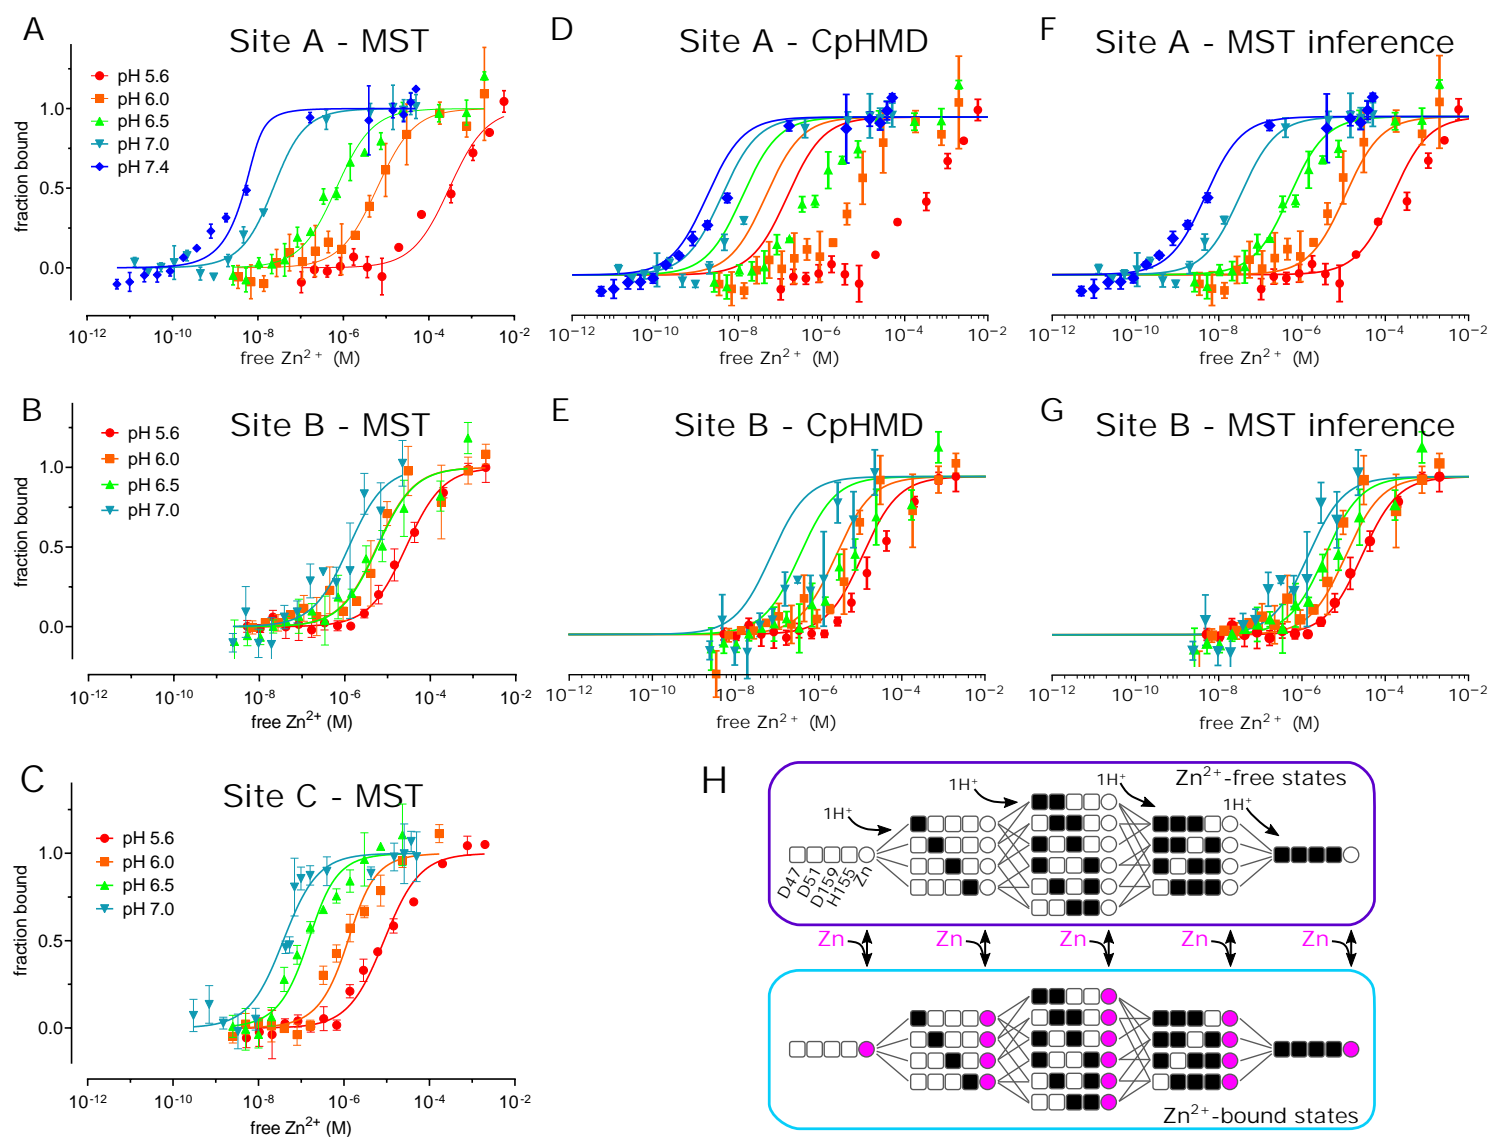 A
Site A - MST
pH 5.6
pH 6.0
pH 6.5
pH 7.0
pH 7.4
fraction bound
1.0
0.5
0.0
10⁻¹²
10⁻¹⁰
10⁻⁸
10⁻⁶
10⁻⁴
10⁻²
free Zn²⁺ (M)
D
Site A - CpHMD
10⁻¹²
10⁻¹⁰
10⁻⁸
10⁻⁶
10⁻⁴
10⁻²
free Zn²⁺ (M)
F
Site A - MST inference
10⁻¹²
10⁻¹⁰
10⁻⁸
10⁻⁶
10⁻⁴
10⁻²
free Zn²⁺ (M)
B
Site B - MST
pH 5.6
pH 6.0
pH 6.5
pH 7.0
fraction bound
1.0
0.5
0.0
10⁻¹²
10⁻¹⁰
10⁻⁸
10⁻⁶
10⁻⁴
10⁻²
free Zn²⁺ (M)
E
Site B - CpHMD
10⁻¹²
10⁻¹⁰
10⁻⁸
10⁻⁶
10⁻⁴
10⁻²
free Zn²⁺ (M)
G
Site B - MST inference
10⁻¹²
10⁻¹⁰
10⁻⁸
10⁻⁶
10⁻⁴
10⁻²
free Zn²⁺ (M)
C
Site C - MST
pH 5.6
pH 6.0
pH 6.5
pH 7.0
fraction bound
1.0
0.5
0.0
10⁻¹²
10⁻¹⁰
10⁻⁸
10⁻⁶
10⁻⁴
10⁻²
free Zn²⁺ (M)
H
Zn²⁺-free states
1H⁺
1H⁺
1H⁺
1H⁺
D47
D51
D159
H155
Zn
Zn
Zn
Zn
Zn
Zn
Zn²⁺-bound states